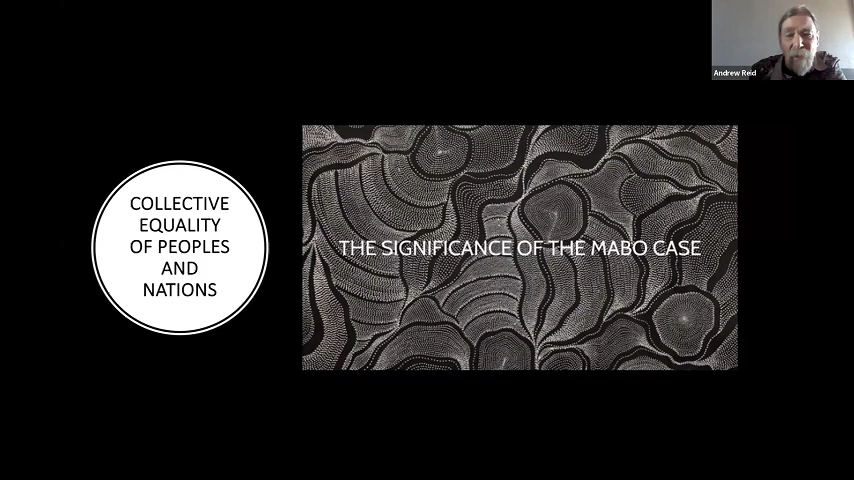 Andrew Reid
COLLECTIVE
EQUALITY
OF PEOPLES
AND
NATIONS
THE SIGNIFICANCE OF THE MABO CASE